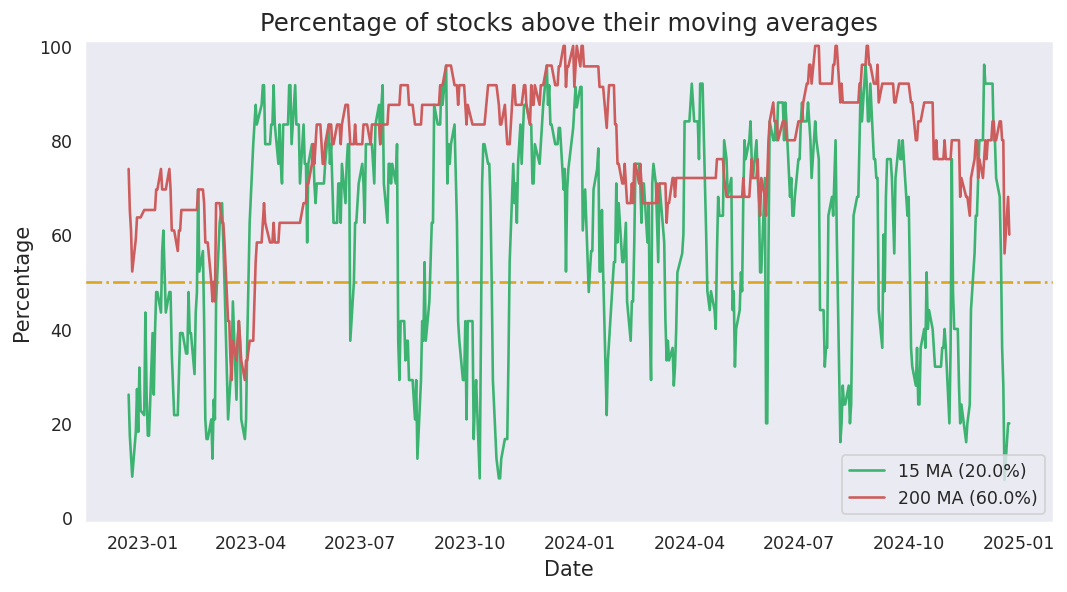 Percentage of stocks above their moving averages
Percentage
100
80
60
40
20
0
15 MA (20.0%)
200 MA (60.0%)
2023-01 2023-04 2023-07 2023-10 2024-01 2024-04 2024-07 2024-10 2025-01
Date